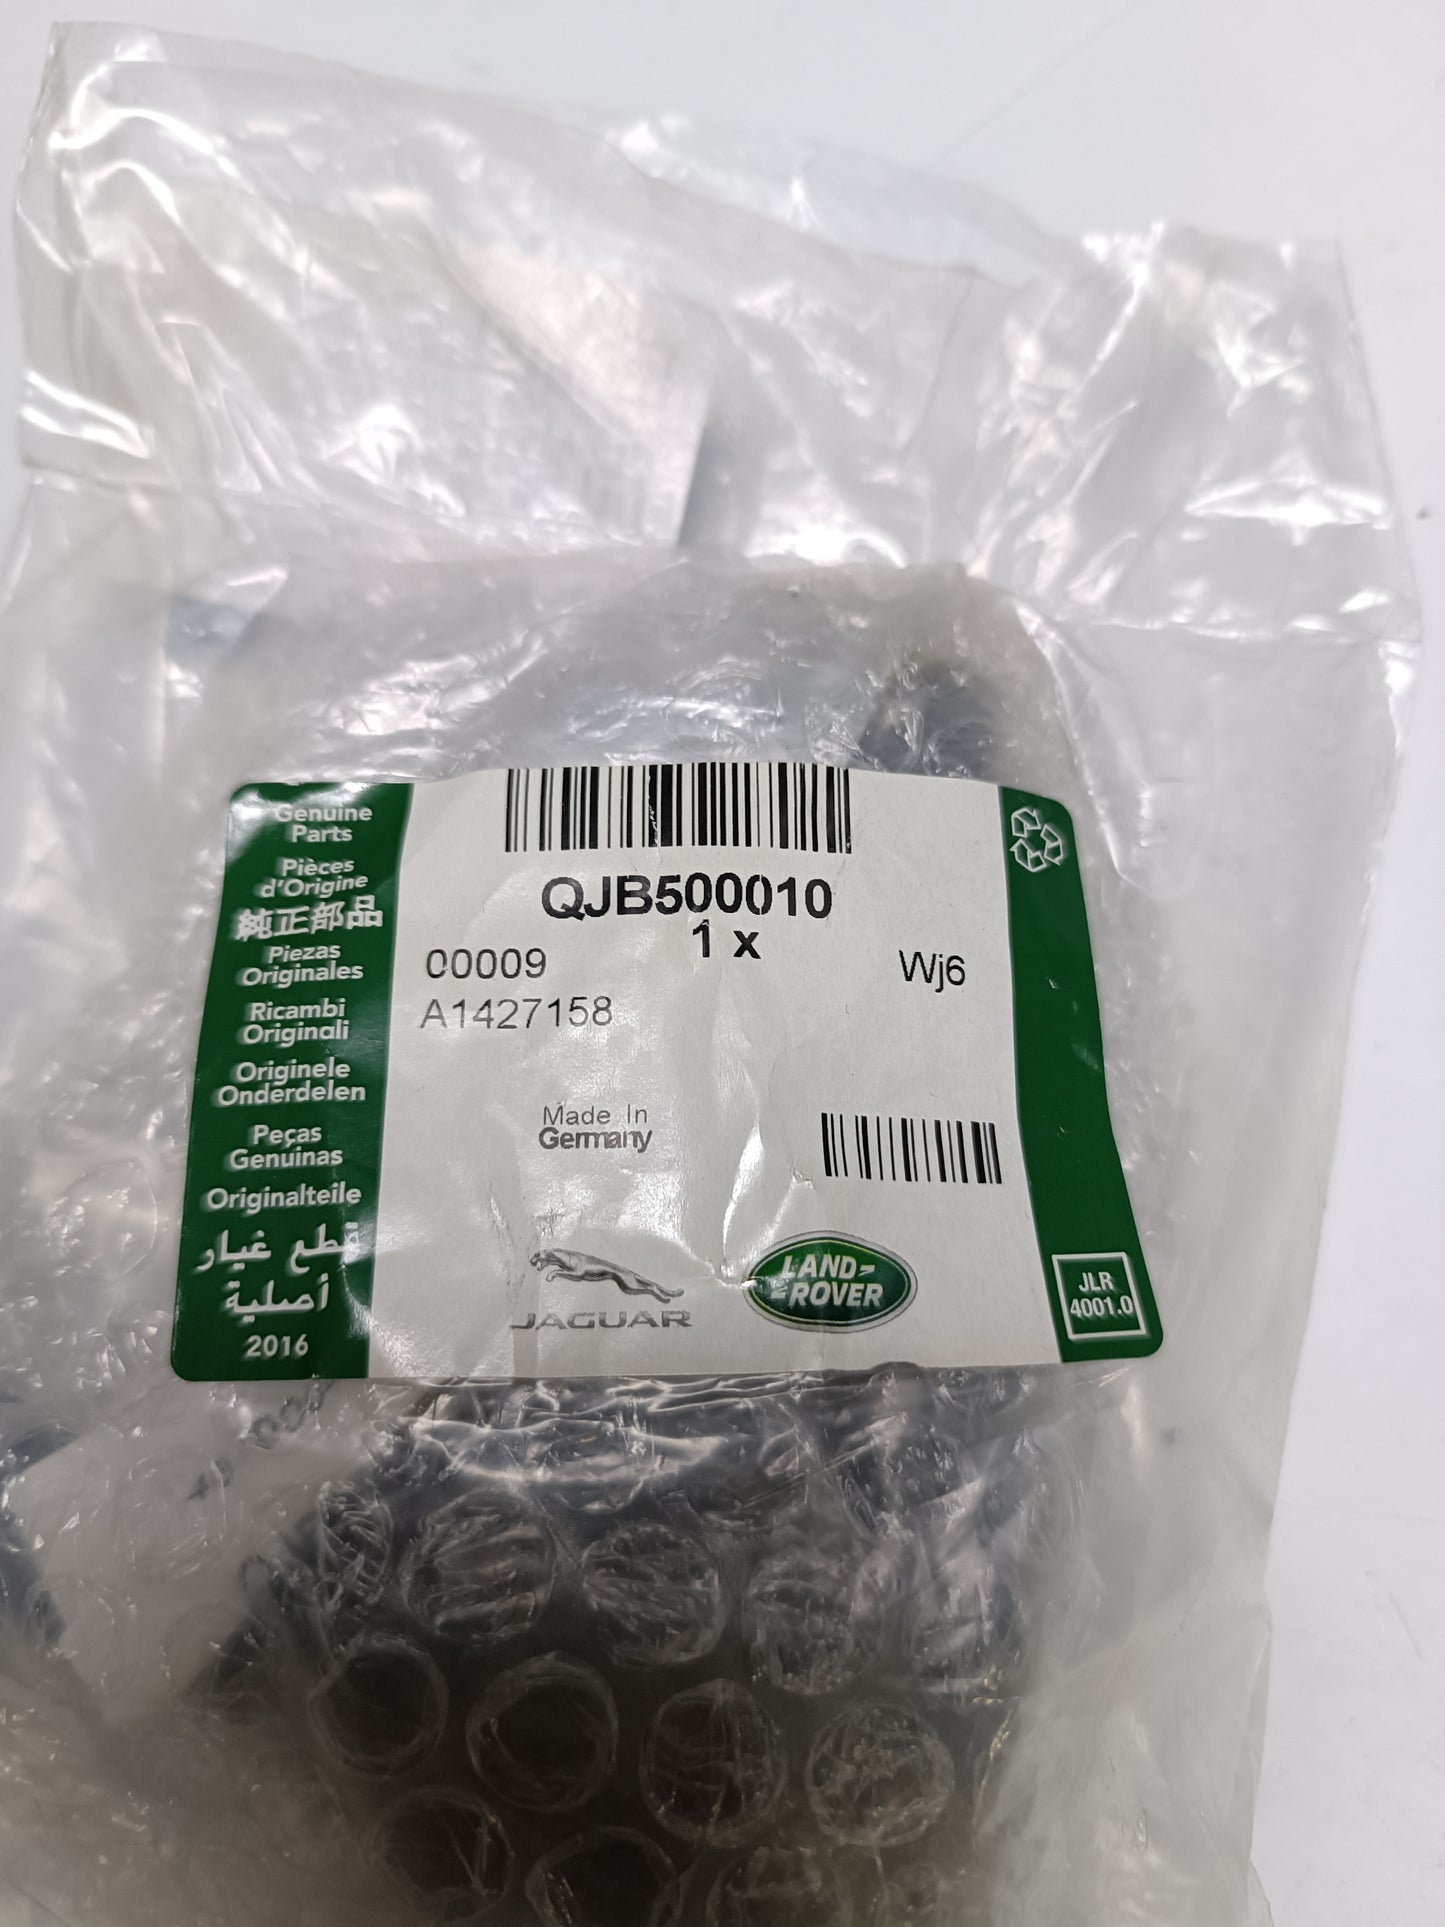 Genuine
Parts
Pièces
d'Origine
純正部品
Piezas
Originales
Ricambi
Originali
Originele
Onderdelen
Peças
Genuinas
Originalteile
قطع غيار
أصلية
2016
QJB500010
1 x
00009
Wj6
A1427158
Made In
Germany
JAGUAR
LAND-
-ROVER
JLR
4001.0